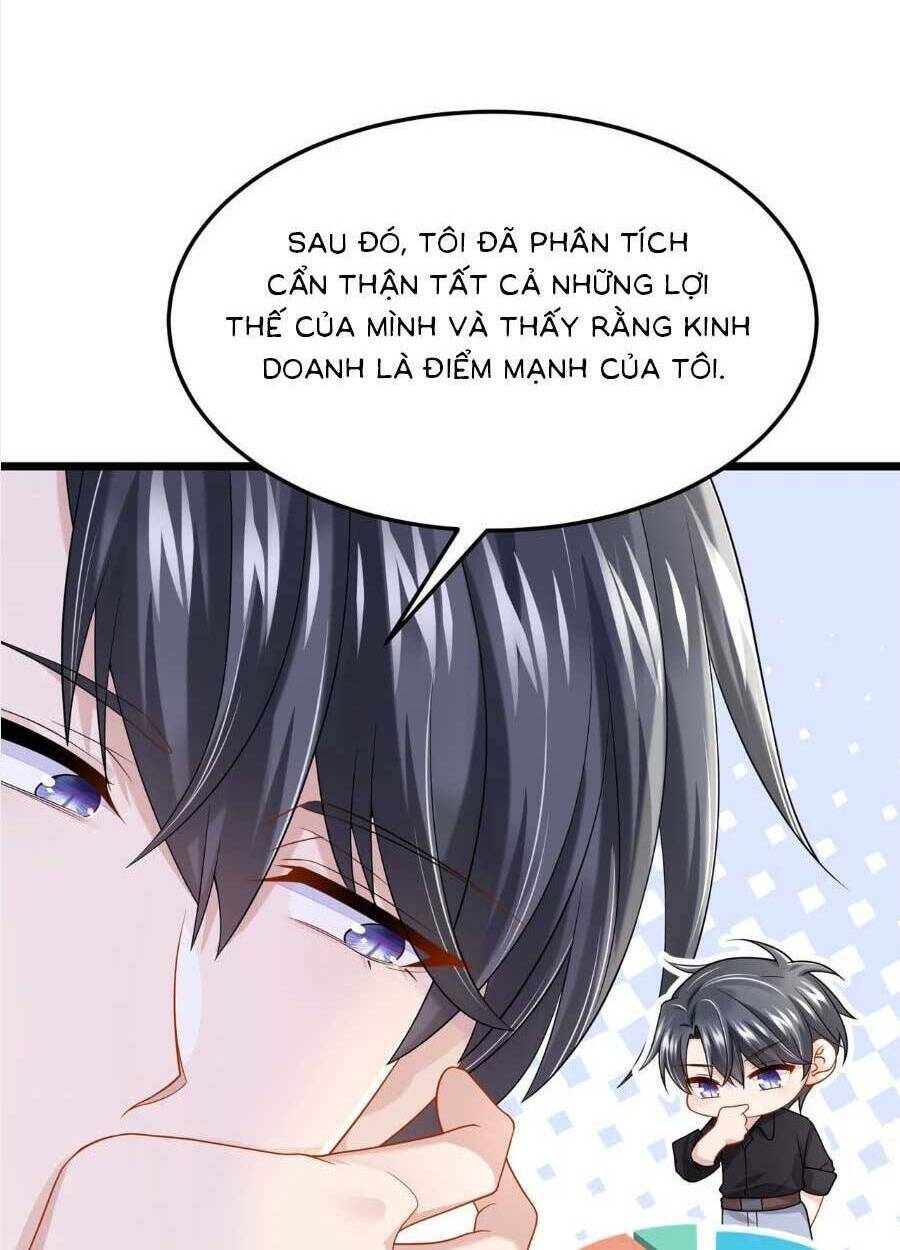 SAU ĐÓ, TÔI ĐÃ PHÂN TÍCH
CẨN THẬN TẤT CẢ NHỮNG LỢI
THẾ CỦA MÌNH VÀ THẤY RẰNG KINH
DOANH LÀ ĐIỂM MẠNH CỦA TÔI.